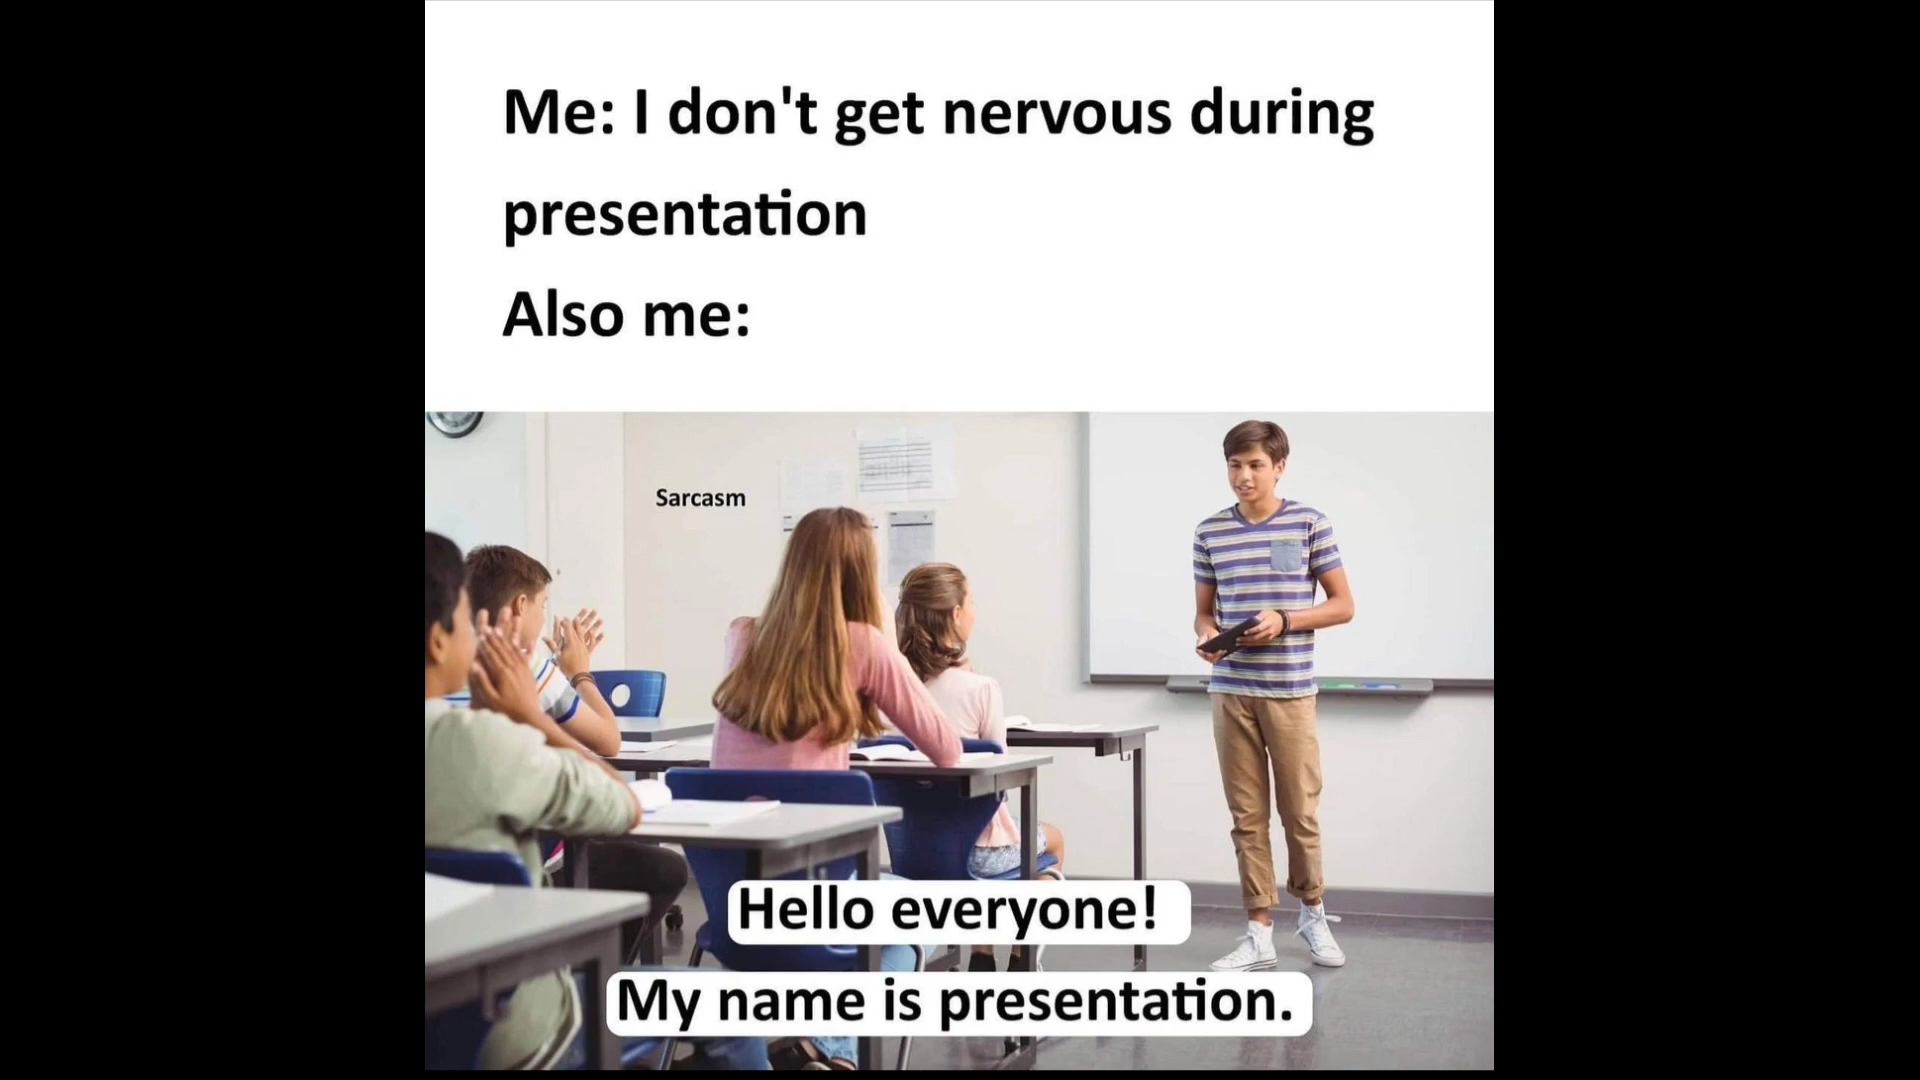 Me: I don't get nervous during
presentation
Also me:
Sarcasm
Hello everyone!
My name is presentation.